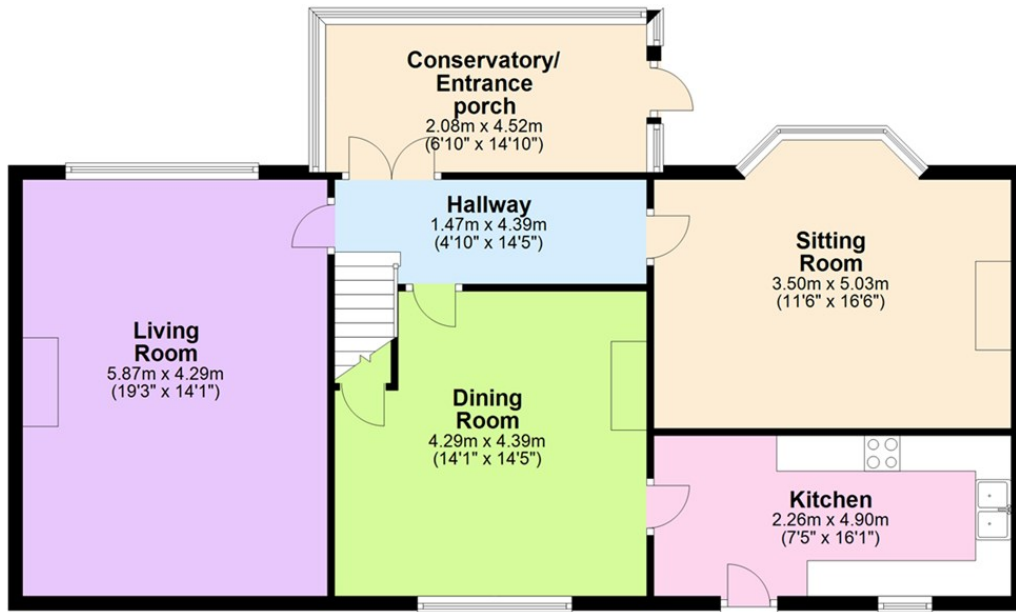 Conservatory/
Entrance
porch
2.08m x 4.52m
(6'10" x 14'10")
Hallway
1.47m x 4.39m
(4'10" x 14'5")
Sitting
Room
3.50m x 5.03m
(11'6" x 16'6")
Living
Room
5.87m x 4.29m
(19'3" x 14'1")
Dining
Room
4.29m x 4.39m
(14'1" x 14'5")
Kitchen
2.26m x 4.90m
(7'5" x 16'1")